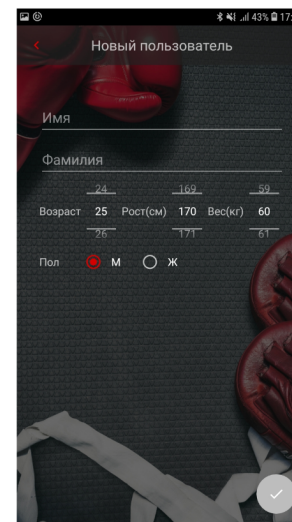 43% 17:
Новый пользователь
Имя
Фамилия
24 169 59
Возраст 25 Рост(см) 170 Вес(кг) 60
26 171 61
Пол М Ж